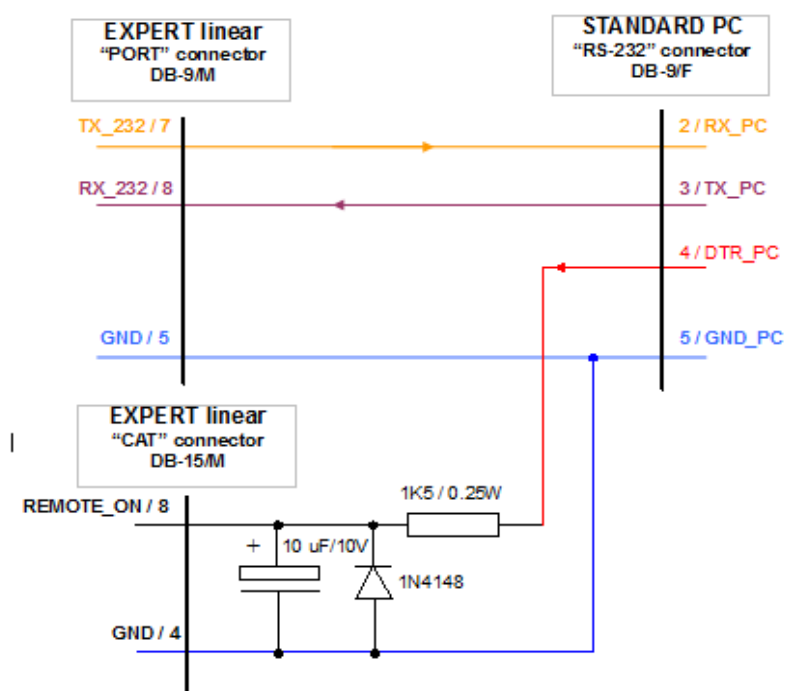 EXPERT linear
“PORT” connector
DB-9/M
STANDARD PC
“RS-232” connector
DB-9/F
TX_232 / 7
2 / RX_PC
RX_232 / 8
3 / TX_PC
4 / DTR_PC
GND / 5
5 / GND_PC
EXPERT linear
“CAT” connector
DB-15/M
1K5 / 0.25W
REMOTE_ON / 8
+ 10 uF/10V
1N4148
GND / 4